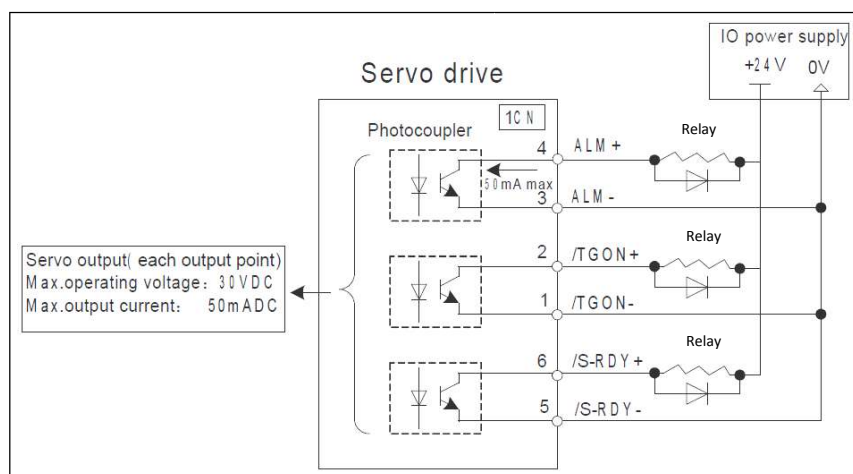 IO power supply
+24V 0V
Servo drive
1CN
Photocoupler
4 ALM+ Relay
50mA max
3 ALM-
2 /TGON+ Relay
1 /TGON-
6 /S-RDY+ Relay
5 /S-RDY-
Servo output( each output point)
Max.operating voltage: 30VDC
Max.output current: 50mADC